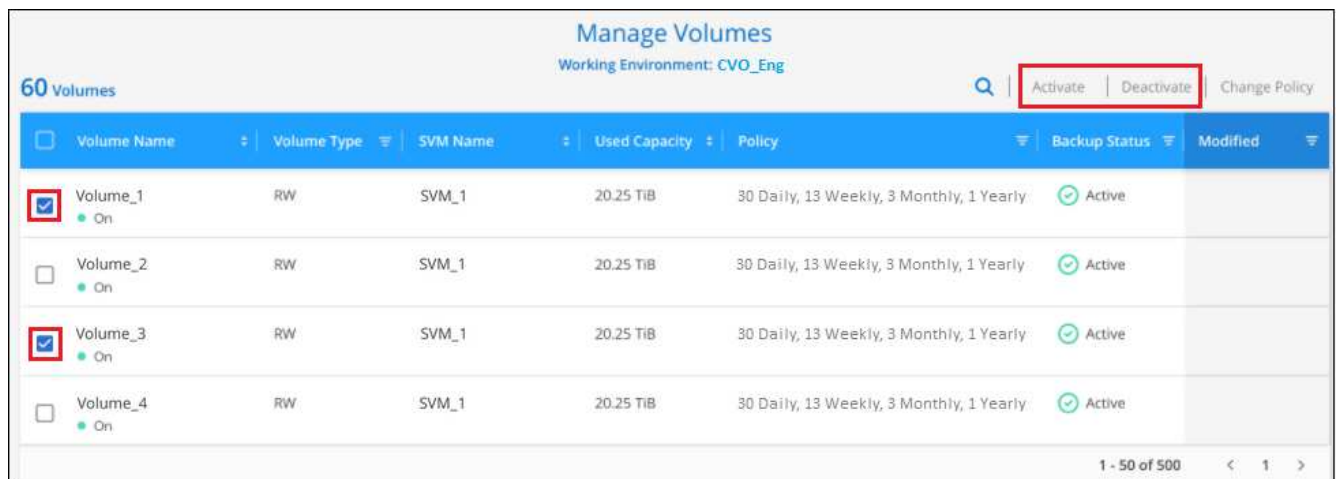 Manage Volumes
Working Environment: CVO_Eng
60 Volumes
Activate | Deactivate | Change Policy
Volume Name Volume Type SVM Name Used Capacity Policy Backup Status Modified
Volume_1 RW SVM_1 20.25 TiB 30 Daily, 13 Weekly, 3 Monthly, 1 Yearly Active
On
Volume_2 RW SVM_1 20.25 TiB 30 Daily, 13 Weekly, 3 Monthly, 1 Yearly Active
On
Volume_3 RW SVM_1 20.25 TiB 30 Daily, 13 Weekly, 3 Monthly, 1 Yearly Active
On
Volume_4 RW SVM_1 20.25 TiB 30 Daily, 13 Weekly, 3 Monthly, 1 Yearly Active
On
1 - 50 of 500 < 1 >